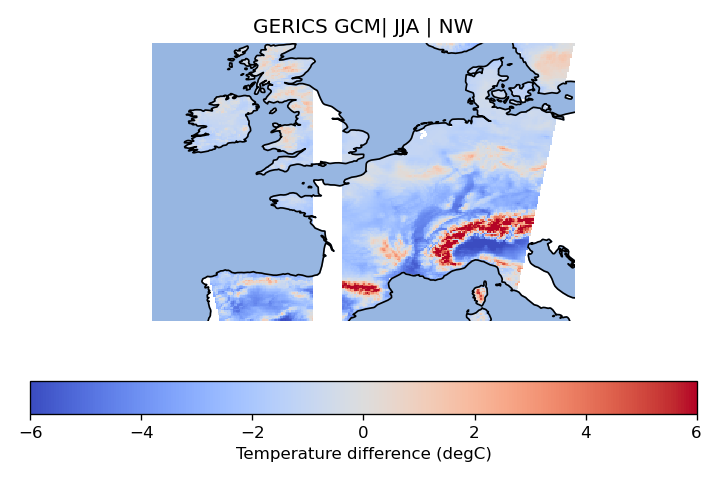 GERICS GCM| JJA | NW
−6 −4 −2 0 2 4 6
Temperature difference (degC)